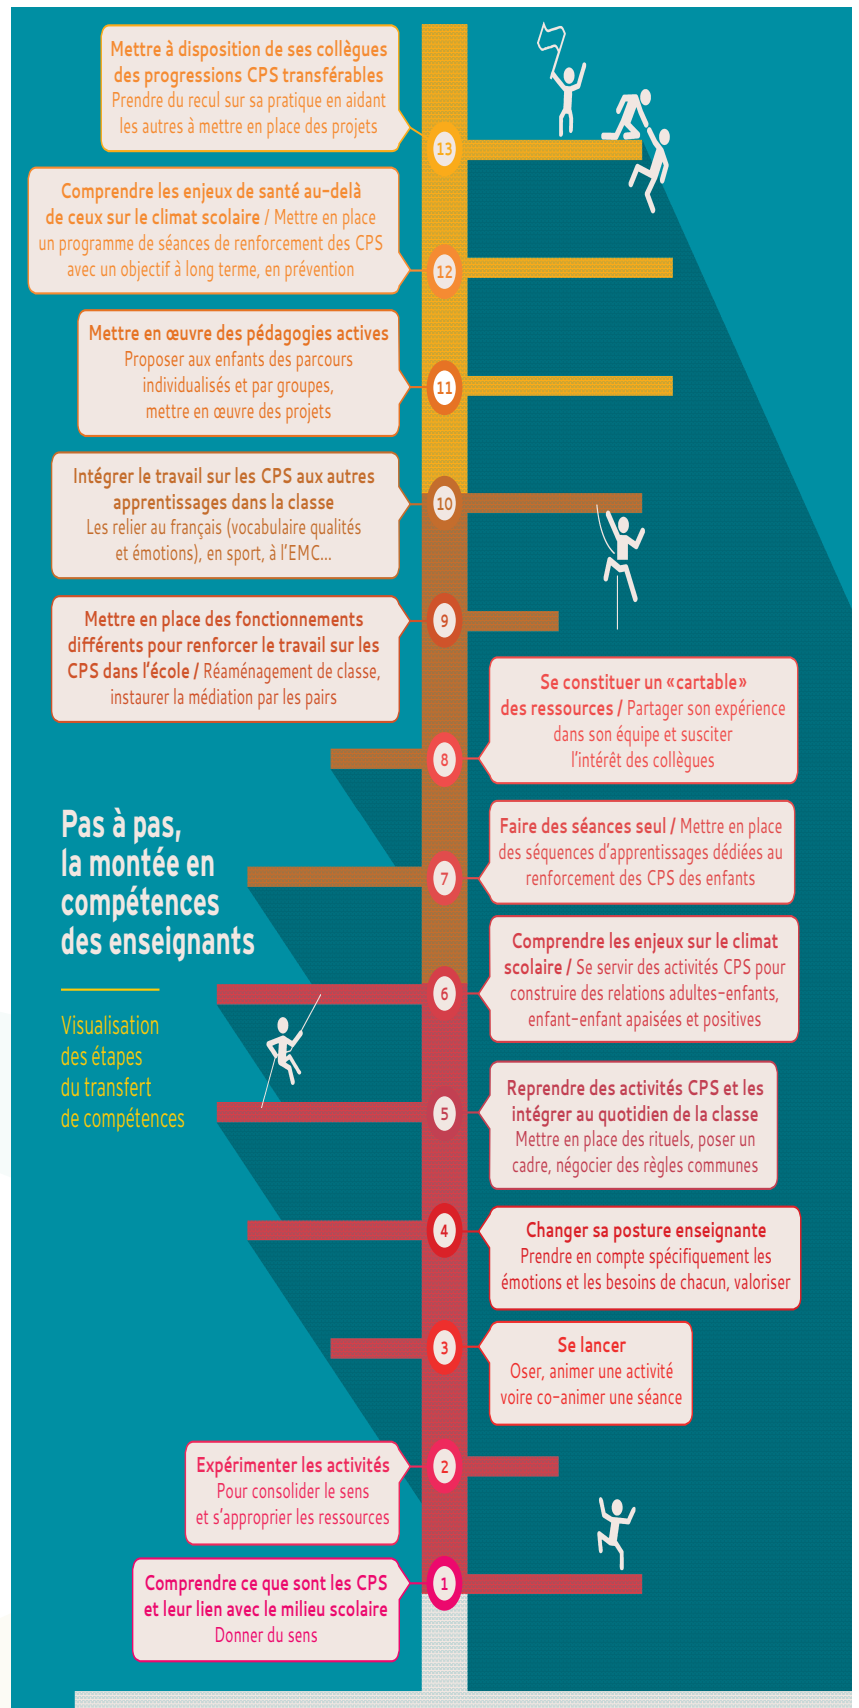 Mettre à disposition de ses collègues
des progressions CPS transférables
Prendre du recul sur sa pratique en aidant
les autres à mettre en place des projets
13
Comprendre les enjeux de santé au-delà
de ceux sur le climat scolaire / Mettre en place
un programme de séances de renforcement des CPS
avec un objectif à long terme, en prévention
12
Mettre en œuvre des pédagogies actives
Proposer aux enfants des parcours
individualisés et par groupes,
mettre en œuvre des projets
11
Intégrer le travail sur les CPS aux autres
apprentissages dans la classe
Les relier au français (vocabulaire qualités
et émotions), en sport, à l'EMC...
10
Mettre en place des fonctionnements
différents pour renforcer le travail sur les
CPS dans l'école / Réaménagement de classe,
instaurer la médiation par les pairs
9
Se constituer un «cartable»
des ressources / Partager son expérience
dans son équipe et susciter
l'intérêt des collègues
8
Pas à pas,
la montée en
compétences
des enseignants
Visualisation
des étapes
du transfert
de compétences
Faire des séances seul / Mettre en place
des séquences d'apprentissages dédiées au
renforcement des CPS des enfants
7
Comprendre les enjeux sur le climat
scolaire / Se servir des activités CPS pour
construire des relations adultes-enfants,
enfant-enfant apaisées et positives
6
Reprendre des activités CPS et les
intégrer au quotidien de la classe
Mettre en place des rituels, poser un
cadre, négocier des règles communes
5
Changer sa posture enseignante
Prendre en compte spécifiquement les
émotions et les besoins de chacun, valoriser
4
Se lancer
Oser, animer une activité
voire co-animer une séance
3
Expérimenter les activités
Pour consolider le sens
et s'approprier les ressources
2
Comprendre ce que sont les CPS
et leur lien avec le milieu scolaire
Donner du sens
1